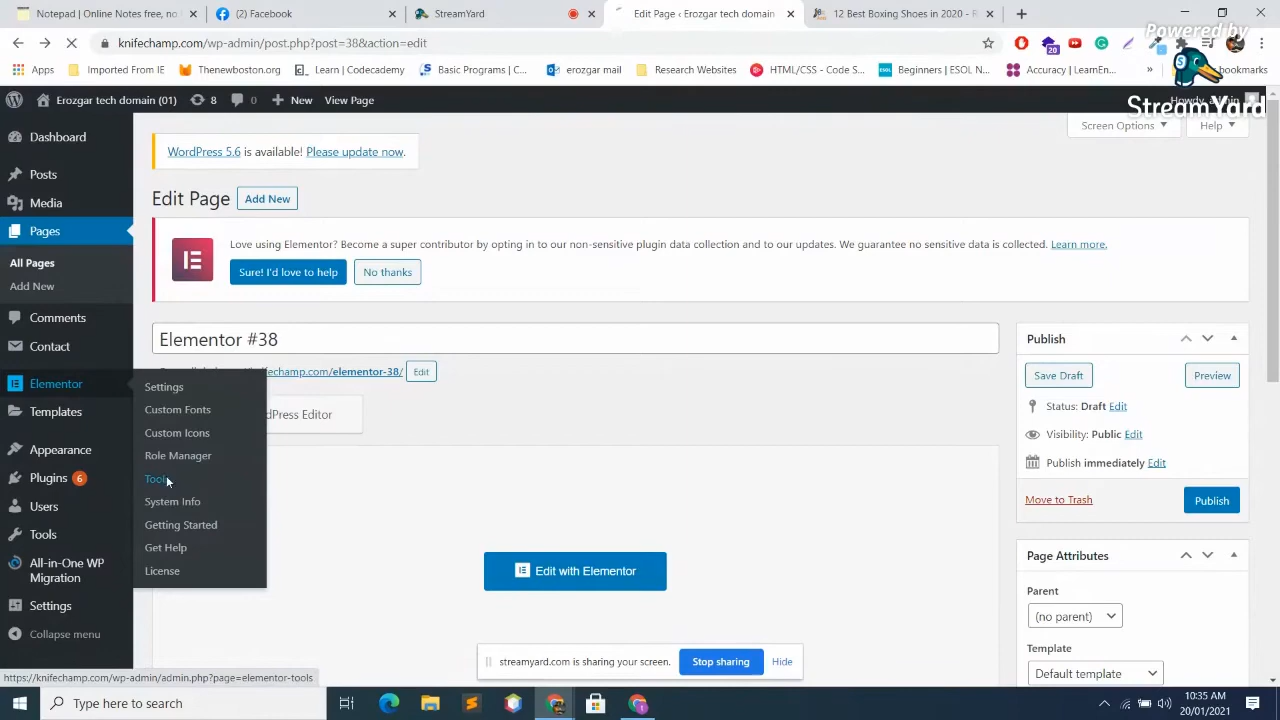 Notepad | Online Notes free, no
(2) Facebook
StreamYard
Edit Page ‹ Erozgar tech domain
12 Best Boxing Shoes in 2020 - R
Powered by
knifechamp.com/wp-admin/post.php?post=38&action=edit
20
Apps
Imported From IE
Thenewboston.org
Learn | Codecademy
Basic Programs | C...
erozgar mail
Research Websites
HTML/CSS - Code S...
Beginners | ESOL N...
Accuracy | LearnEn...
»
bookmarks
StreamYard
Erozgar tech domain (01)
8
0
New
View Page
Howdy, admin
Screen Options
Help
Dashboard
Posts
Media
Pages
All Pages
Add New
Comments
Contact
Elementor
Templates
Appearance
Plugins 6
Users
Tools
All-in-One WP
Migration
Settings
Collapse menu
WordPress 5.6 is available! Please update now.
Edit Page
Add New
Love using Elementor? Become a super contributor by opting in to our non-sensitive plugin data collection and to our updates. We guarantee no sensitive data is collected. Learn more.
Sure! I'd love to help
No thanks
Elementor #38
ifechamp.com/elementor-38/
Edit
Settings
Custom Fonts
Custom Icons
Role Manager
Tools
System Info
Getting Started
Get Help
License
dPress Editor
Edit with Elementor
Publish
Save Draft
Preview
Status: Draft Edit
Visibility: Public Edit
Publish immediately Edit
Move to Trash
Publish
Page Attributes
Parent
(no parent)
Template
Default template
streamyard.com is sharing your screen.
Stop sharing
Hide
https://knifechamp.com/wp-admin/admin.php?page=elementor-tools
Type here to search
10:35 AM
20/01/2021